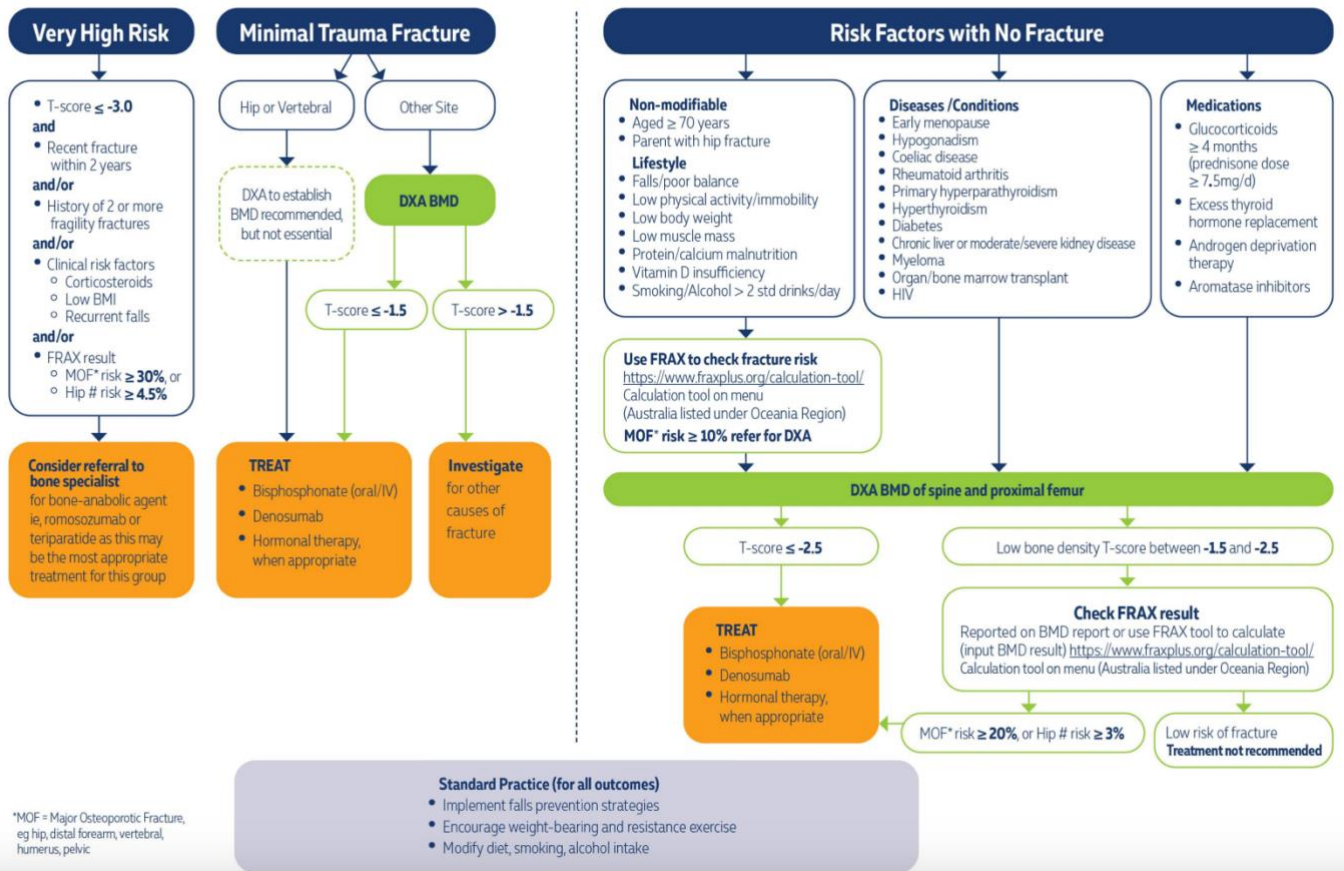 Very High Risk
T-score ≤ -3.0
and
Recent fracture
within 2 years
and/or
History of 2 or more
fragility fractures
and/or
Clinical risk factors
Corticosteroids
Low BMI
Recurrent falls
and/or
FRAX result
MOF* risk ≥ 30%, or
Hip # risk ≥ 4.5%
Consider referral to
bone specialist
for bone-anabolic agent
ie, romosozumab or
teriparatide as this may
be the most appropriate
treatment for this group
Minimal Trauma Fracture
Hip or Vertebral
Other Site
DXA to establish
BMD recommended,
but not essential
DXA BMD
T-score ≤ -1.5
T-score > -1.5
TREAT
Bisphosphonate (oral/IV)
Denosumab
Hormonal therapy,
when appropriate
Investigate
for other
causes of
fracture
Risk Factors with No Fracture
Non-modifiable
Aged ≥ 70 years
Parent with hip fracture
Lifestyle
Falls/poor balance
Low physical activity/immobility
Low body weight
Low muscle mass
Protein/calcium malnutrition
Vitamin D insufficiency
Smoking/Alcohol > 2 std drinks/day
Diseases /Conditions
Early menopause
Hypogonadism
Coeliac disease
Rheumatoid arthritis
Primary hyperparathyroidism
Hyperthyroidism
Diabetes
Chronic liver or moderate/severe kidney disease
Myeloma
Organ/bone marrow transplant
HIV
Medications
Glucocorticoids
≥ 4 months
(prednisone dose
≥ 7.5mg/d)
Excess thyroid
hormone replacement
Androgen deprivation
therapy
Aromatase inhibitors
Use FRAX to check fracture risk
https://www.fraxplus.org/calculation-tool/
Calculation tool on menu
(Australia listed under Oceania Region)
MOF* risk ≥ 10% refer for DXA
DXA BMD of spine and proximal femur
T-score ≤ -2.5
Low bone density T-score between -1.5 and -2.5
TREAT
Bisphosphonate (oral/IV)
Denosumab
Hormonal therapy,
when appropriate
Check FRAX result
Reported on BMD report or use FRAX tool to calculate
(input BMD result) https://www.fraxplus.org/calculation-tool/
Calculation tool on menu (Australia listed under Oceania Region)
MOF* risk ≥ 20%, or Hip # risk ≥ 3%
Low risk of fracture
Treatment not recommended
Standard Practice (for all outcomes)
Implement falls prevention strategies
Encourage weight-bearing and resistance exercise
Modify diet, smoking, alcohol intake
*MOF = Major Osteoporotic Fracture,
eg hip, distal forearm, vertebral,
humerus, pelvic